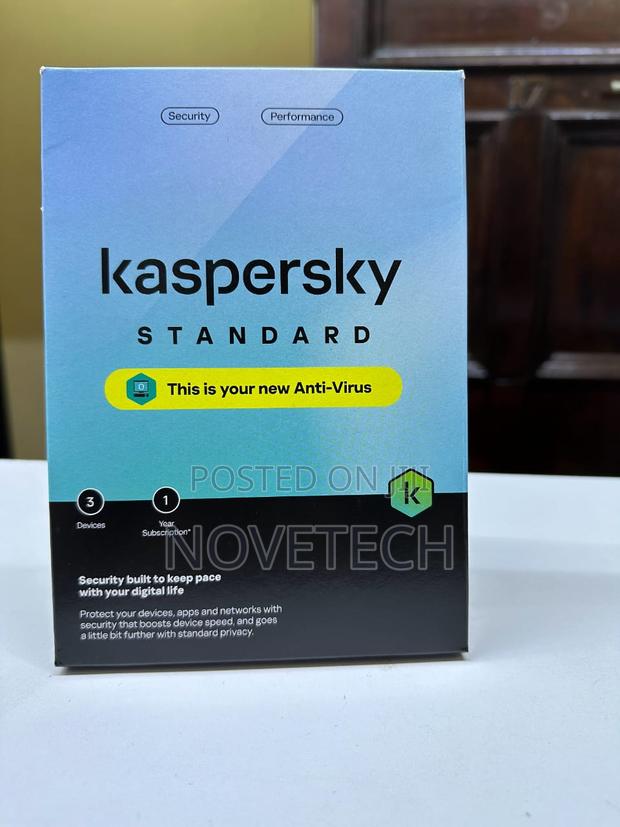 Security
Performance
kaspersky
STANDARD
This is your new Anti-Virus
POSTED ON JIJI
NOVETECH
3
Devices
1
Year
Subscription*
k
Security built to keep pace
with your digital life
Protect your devices, apps and networks with
security that boosts device speed, and goes
a little bit further with standard privacy.